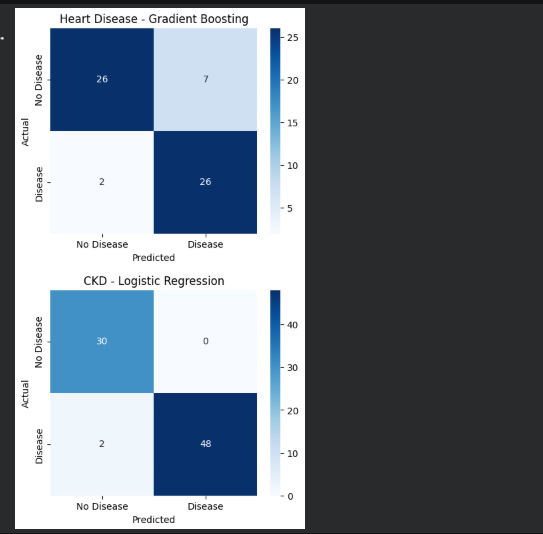 Heart Disease - Gradient Boosting
No Disease
26
7
25
20
15
10
5
Actual
Disease
2
26
No Disease
Disease
Predicted
CKD - Logistic Regression
No Disease
30
0
40
30
20
10
0
Actual
Disease
2
48
No Disease
Disease
Predicted